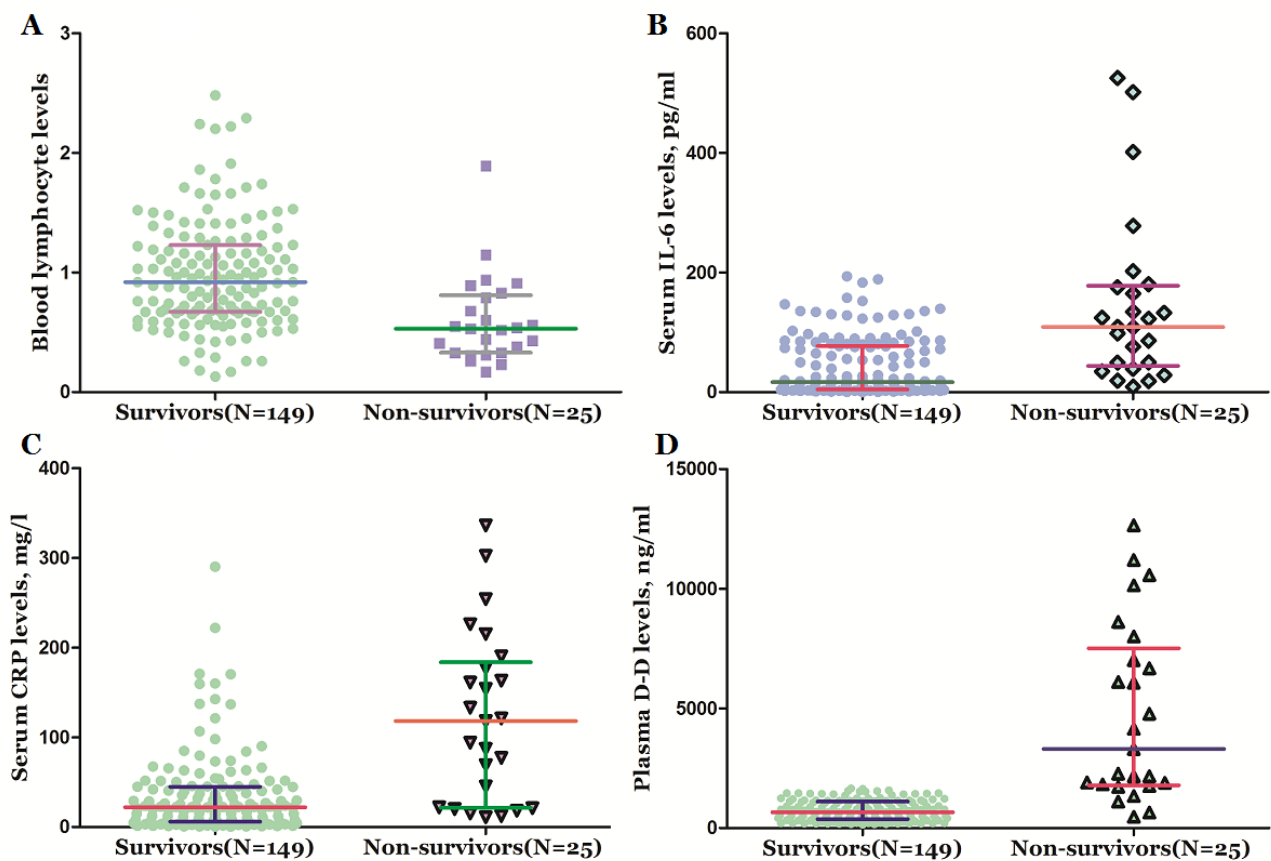 A
Blood lymphocyte levels
3
2
1
0
Survivors(N=149)
Non-survivors(N=25)
B
Serum IL-6 levels, pg/ml
600
400
200
0
Survivors(N=149)
Non-survivors(N=25)
C
Serum CRP levels, mg/l
400
300
200
100
0
Survivors(N=149)
Non-survivors(N=25)
D
Plasma D-D levels, ng/ml
15000
10000
5000
0
Survivors(N=149)
Non-survivors(N=25)